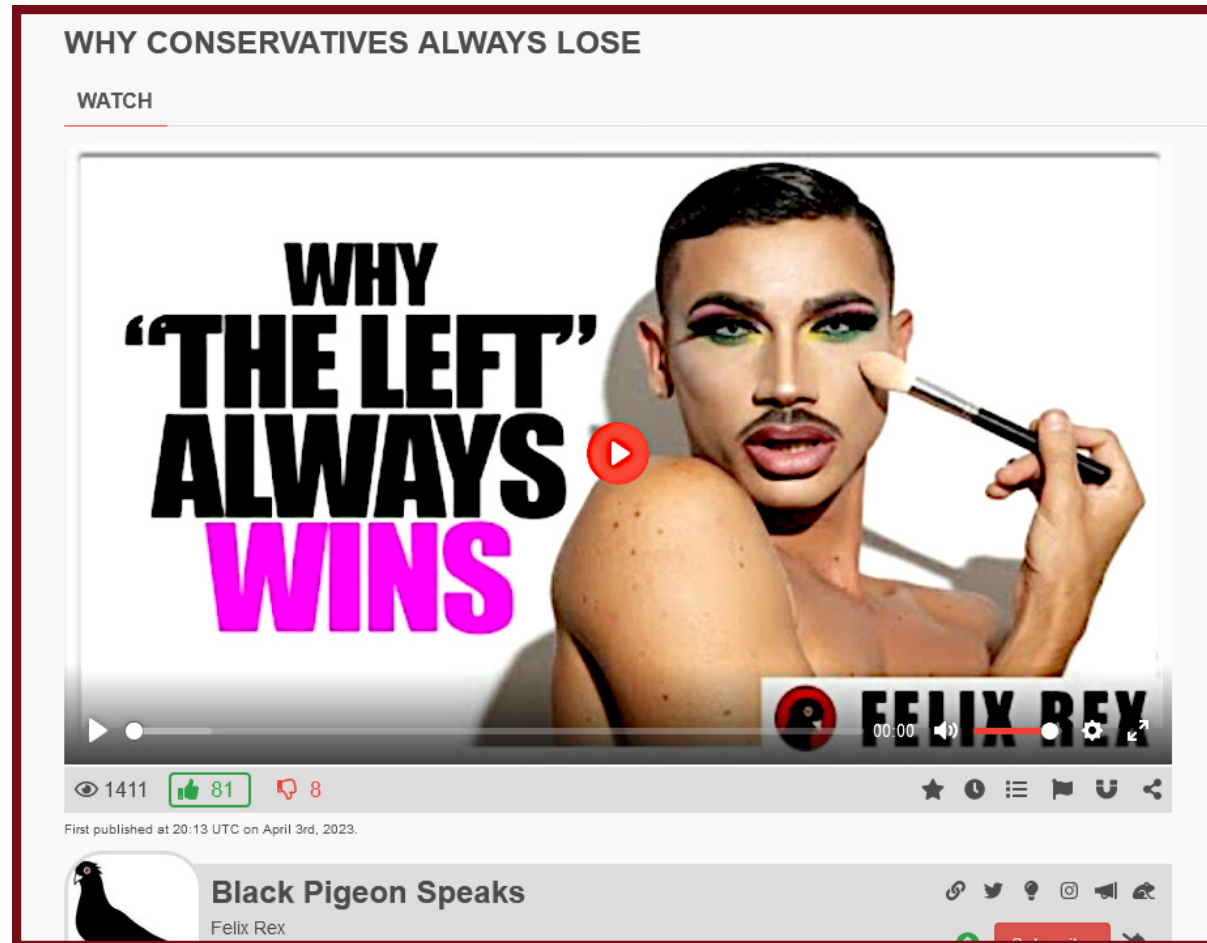 WHY CONSERVATIVES ALWAYS LOSE
WATCH
WHY
“THE LEFT”
ALWAYS
WINS
FELIX REX
00:00
1411 81 8
First published at 20:13 UTC on April 3rd, 2023.
Black Pigeon Speaks
Felix Rex